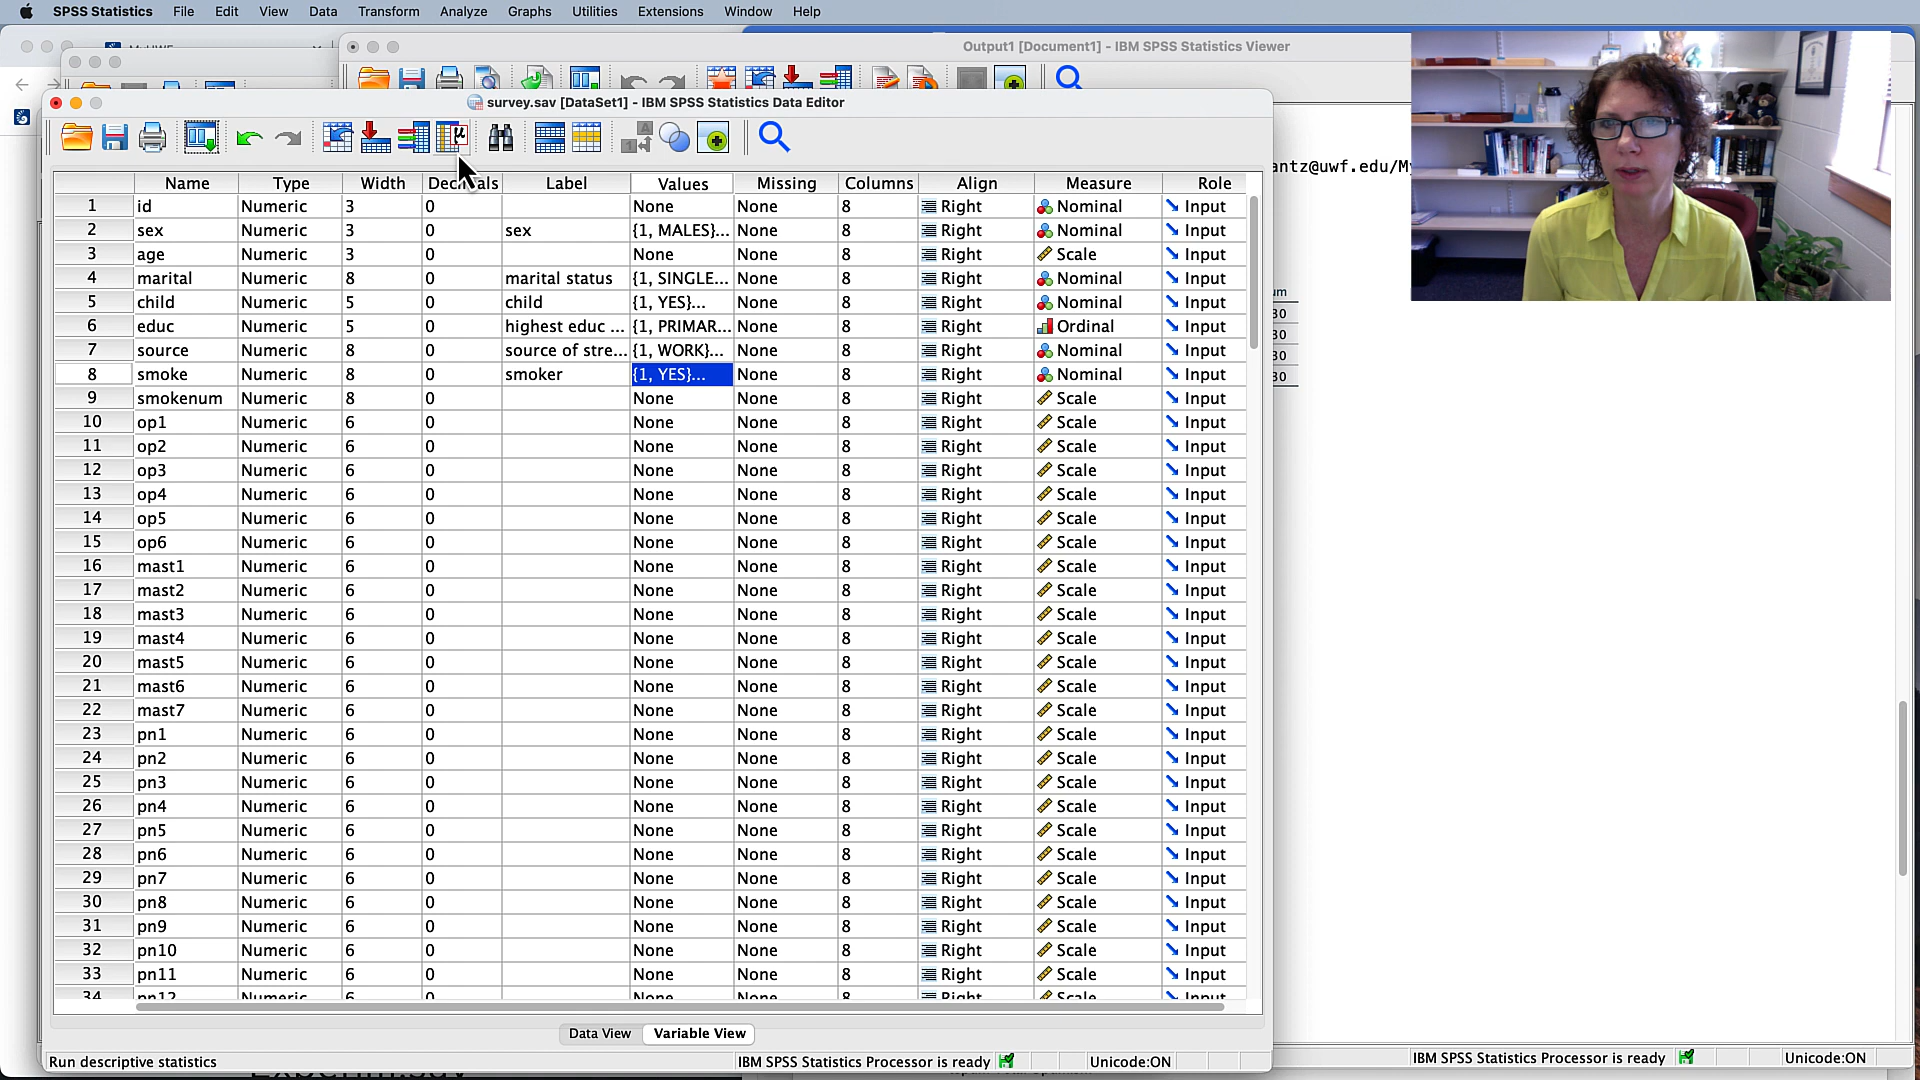 SPSS Statistics File Edit View Data Transform Analyze Graphs Utilities Extensions Window Help
Output1 [Document1] - IBM SPSS Statistics Viewer
survey.sav [DataSet1] - IBM SPSS Statistics Data Editor
Name Type Width Decimals Label Values Missing Columns Align Measure Role
1 id Numeric 3 0 None None 8 Right Nominal Input
2 sex Numeric 3 0 sex {1, MALES}... None 8 Right Nominal Input
3 age Numeric 3 0 None None 8 Right Scale Input
4 marital Numeric 8 0 marital status {1, SINGLE... None 8 Right Nominal Input
5 child Numeric 5 0 child {1, YES}... None 8 Right Nominal Input
6 educ Numeric 5 0 highest educ ... {1, PRIMAR... None 8 Right Ordinal Input
7 source Numeric 8 0 source of stre... {1, WORK}... None 8 Right Nominal Input
8 smoke Numeric 8 0 smoker {1, YES}... None 8 Right Nominal Input
9 smokenum Numeric 8 0 None None 8 Right Scale Input
10 op1 Numeric 6 0 None None 8 Right Scale Input
11 op2 Numeric 6 0 None None 8 Right Scale Input
12 op3 Numeric 6 0 None None 8 Right Scale Input
13 op4 Numeric 6 0 None None 8 Right Scale Input
14 op5 Numeric 6 0 None None 8 Right Scale Input
15 op6 Numeric 6 0 None None 8 Right Scale Input
16 mast1 Numeric 6 0 None None 8 Right Scale Input
17 mast2 Numeric 6 0 None None 8 Right Scale Input
18 mast3 Numeric 6 0 None None 8 Right Scale Input
19 mast4 Numeric 6 0 None None 8 Right Scale Input
20 mast5 Numeric 6 0 None None 8 Right Scale Input
21 mast6 Numeric 6 0 None None 8 Right Scale Input
22 mast7 Numeric 6 0 None None 8 Right Scale Input
23 pn1 Numeric 6 0 None None 8 Right Scale Input
24 pn2 Numeric 6 0 None None 8 Right Scale Input
25 pn3 Numeric 6 0 None None 8 Right Scale Input
26 pn4 Numeric 6 0 None None 8 Right Scale Input
27 pn5 Numeric 6 0 None None 8 Right Scale Input
28 pn6 Numeric 6 0 None None 8 Right Scale Input
29 pn7 Numeric 6 0 None None 8 Right Scale Input
30 pn8 Numeric 6 0 None None 8 Right Scale Input
31 pn9 Numeric 6 0 None None 8 Right Scale Input
32 pn10 Numeric 6 0 None None 8 Right Scale Input
33 pn11 Numeric 6 0 None None 8 Right Scale Input
34 pn12 Numeric 6 0 None None 8 Right Scale Input
Data View Variable View
Run descriptive statistics IBM SPSS Statistics Processor is ready Unicode:ON
antz@uwf.edu/My
um
30
30
30
30
IBM SPSS Statistics Processor is ready Unicode:ON